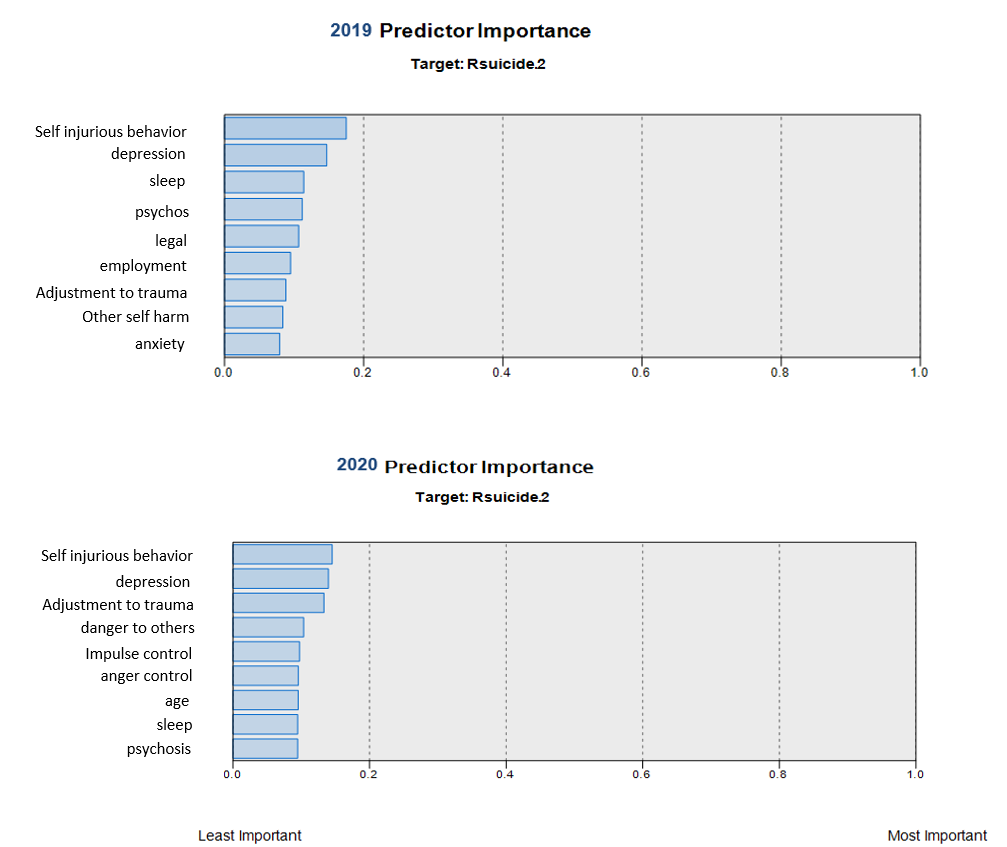 2019 Predictor Importance
Target: Rsuicide.2
Self injurious behavior
depression
sleep
psychos
legal
employment
Adjustment to trauma
Other self harm
anxiety
0.0 0.2 0.4 0.6 0.8 1.0
2020 Predictor Importance
Target: Rsuicide.2
Self injurious behavior
depression
Adjustment to trauma
danger to others
Impulse control
anger control
age
sleep
psychosis
0.0 0.2 0.4 0.6 0.8 1.0
Least Important Most Important